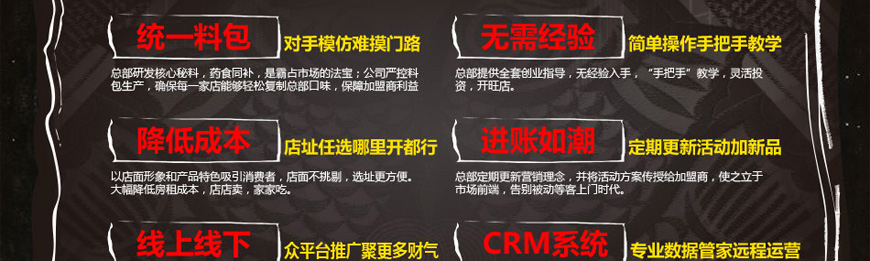 统一料包 对手模仿难摸门路
总部研发核心秘料，药食同补，是霸占市场的法宝；公司严控料
包生产，确保每一家店能够轻松复制总部口味，保障加盟商利益
无需经验 简单操作手把手教学
总部提供全套创业指导，无经验入手，“手把手”教学，灵活投
资，开旺店。
降低成本 店址任选哪里开都行
以店面形象和产品特色吸引消费者，店面不挑剔，选址更方便。
大幅降低房租成本，店店卖，家家吃。
进账如潮 定期更新活动加新品
总部定期更新营销理念，并将活动方案传授给加盟商，使之立于
市场前端，告别被动等客上门时代。
线上线下 众平台推广聚更多财气
CRM系统 专业数据管家远程运营